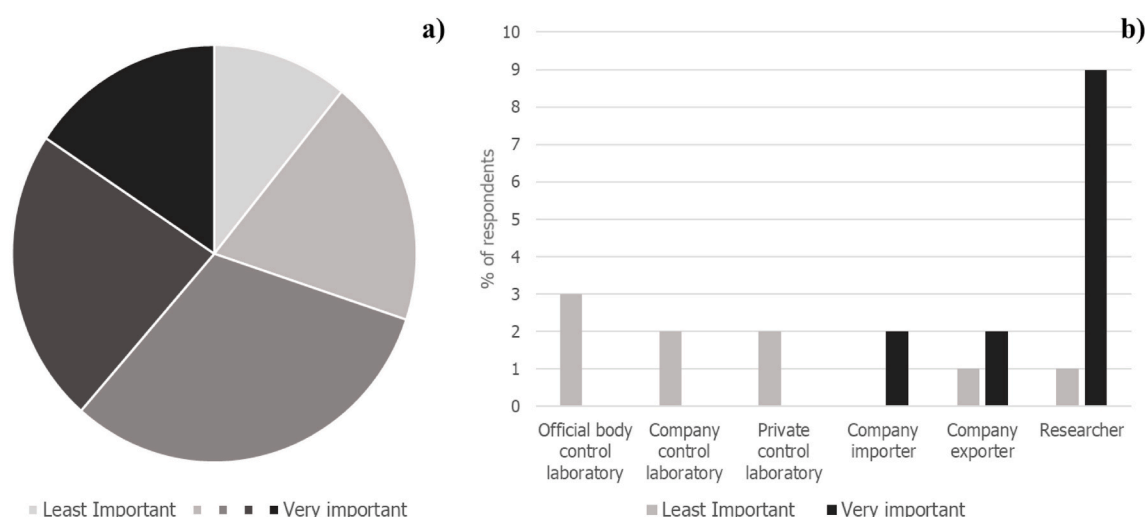 a)
Least Important
Very important
b)
% of respondents
10
9
8
7
6
5
4
3
2
1
0
Official body
control
laboratory
Company
control
laboratory
Private
control
laboratory
Company
importer
Company
exporter
Researcher
Least Important
Very important